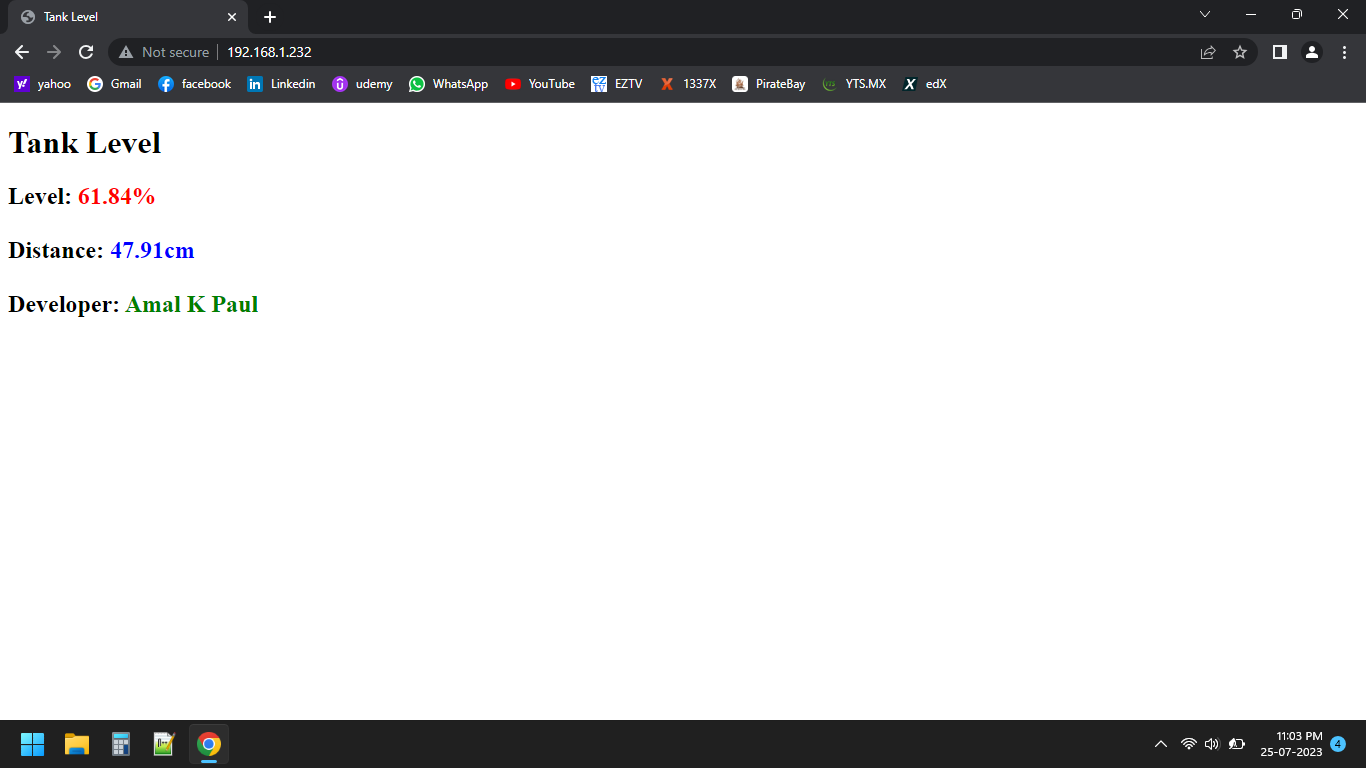 Tank Level
Not secure 192.168.1.232
yahoo Gmail facebook Linkedin udemy WhatsApp YouTube EZTV 1337X PirateBay YTS.MX edX
Tank Level
Level: 61.84%
Distance: 47.91cm
Developer: Amal K Paul
11:03 PM
25-07-2023 4